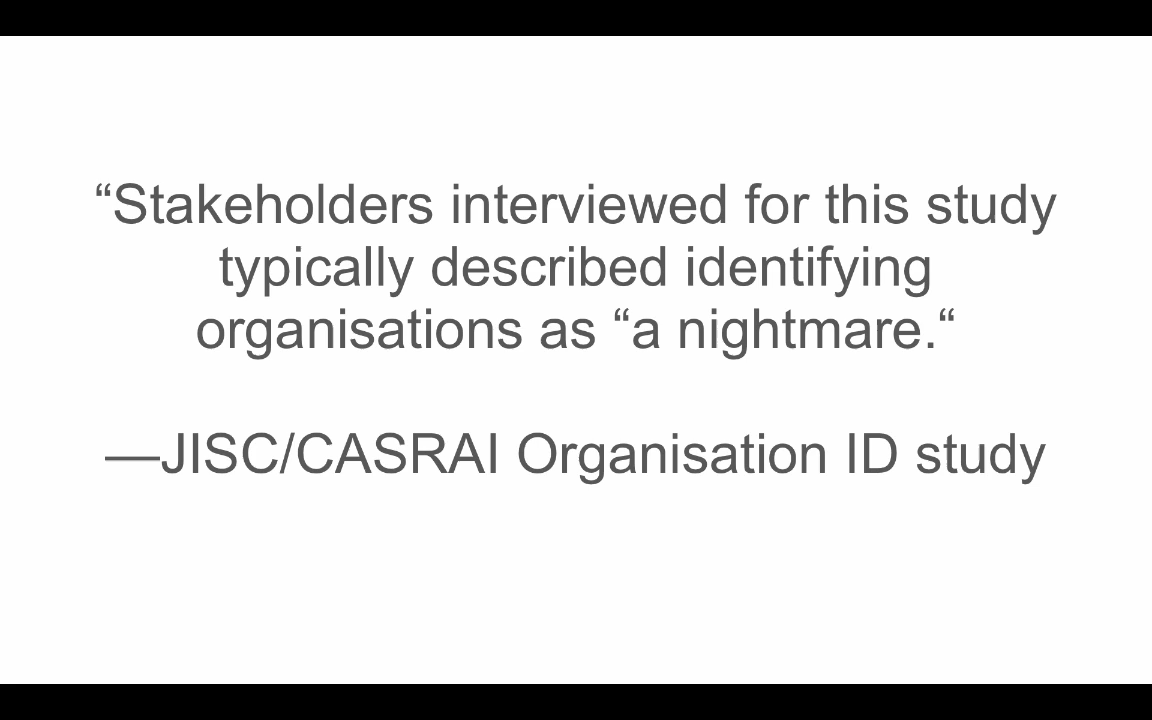 “Stakeholders interviewed for this study
typically described identifying
organisations as “a nightmare.“
—JISC/CASRAI Organisation ID study